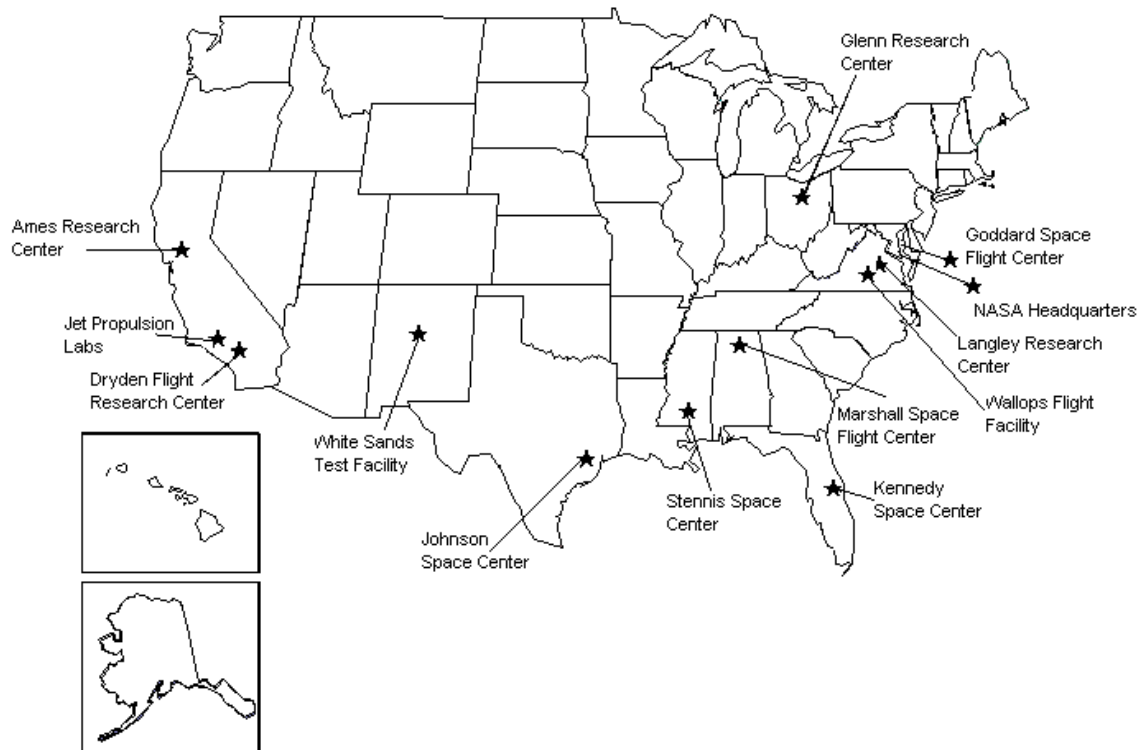 Glenn Research
Center
Ames Research
Center
Goddard Space
Flight Center
NASA Headquarters
Jet Propulsion
Labs
Langley Research
Center
Dryden Flight
Research Center
Wallops Flight
Facility
Marshall Space
Flight Center
White Sands
Test Facility
Stennis Space
Center
Kennedy
Space Center
Johnson
Space Center